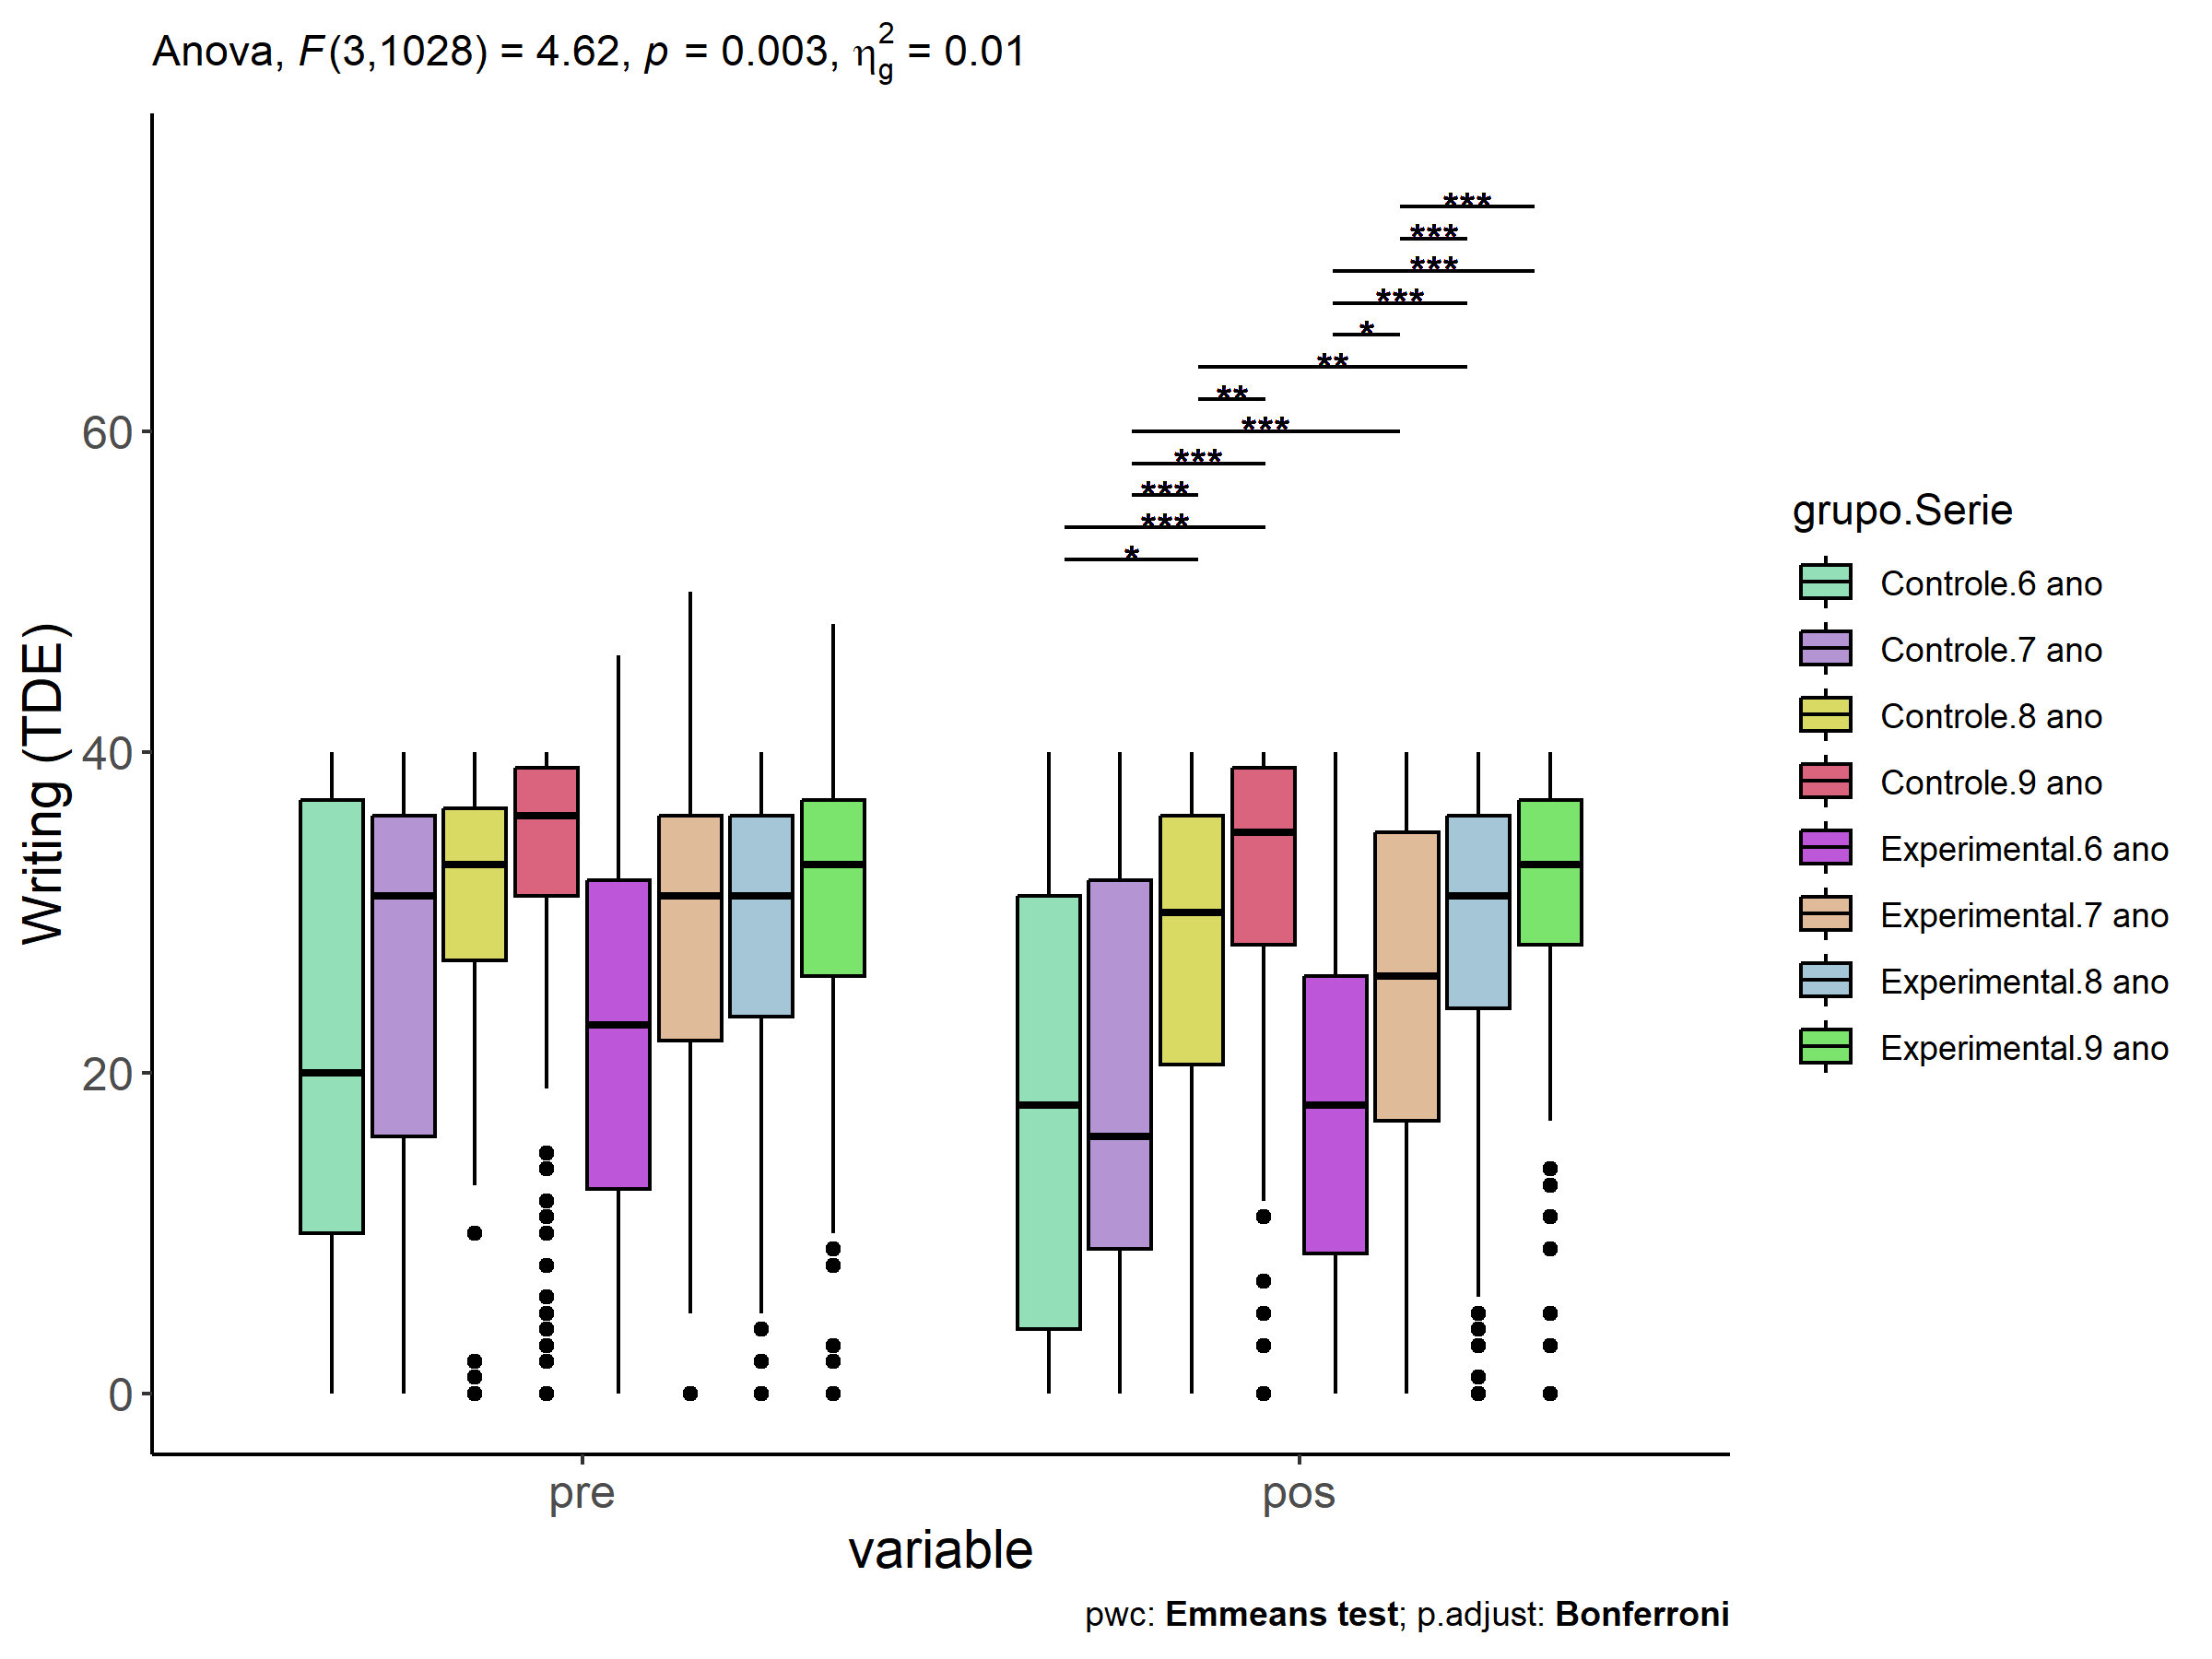 Anova, F(3,1028) = 4.62, p = 0.003, η²g = 0.01
***
***
***
***
*
**
**
***
***
***
***
*
60
40
20
0
Writing (TDE)
pre
pos
variable
grupo.Serie
Controle.6 ano
Controle.7 ano
Controle.8 ano
Controle.9 ano
Experimental.6 ano
Experimental.7 ano
Experimental.8 ano
Experimental.9 ano
pwc: Emmeans test; p.adjust: Bonferroni